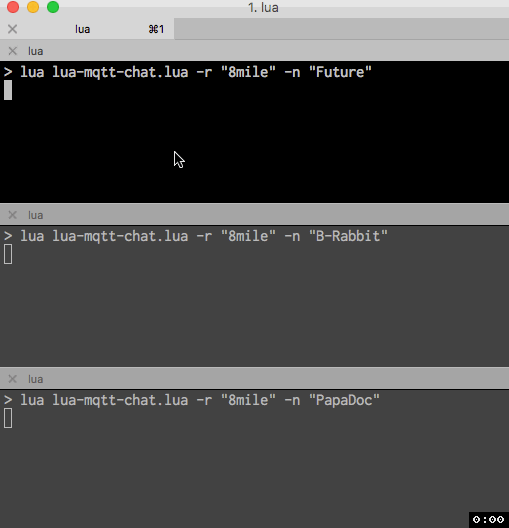 1. lua
lua ⌘1
lua
> lua lua-mqtt-chat.lua -r "8mile" -n "Future"
lua
> lua lua-mqtt-chat.lua -r "8mile" -n "B-Rabbit"
lua
> lua lua-mqtt-chat.lua -r "8mile" -n "PapaDoc"
0:00